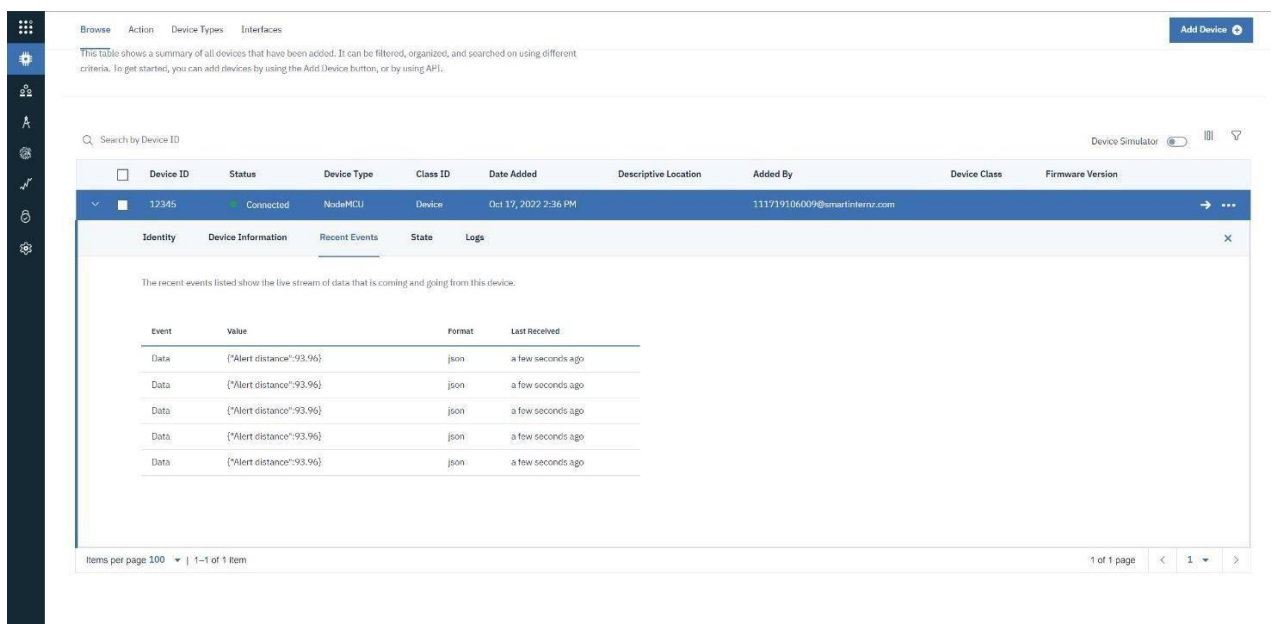 Browse Action Device Types Interfaces Add Device
This table shows a summary of all devices that have been added. It can be filtered, organized, and searched on using different
criteria. To get started, you can add devices by using the Add Device button, or by using API.
Search by Device ID Device Simulator
Device ID Status Device Type Class ID Date Added Descriptive Location Added By Device Class Firmware Version
12345 Connected NodeMCU Device Oct 17, 2022 2:36 PM 111719106009@smartinternz.com
Identity Device Information Recent Events State Logs
The recent events listed show the live stream of data that is coming and going from this device.
Event Value Format Last Received
Data {"Alert distance":93.96} json a few seconds ago
Data {"Alert distance":93.96} json a few seconds ago
Data {"Alert distance":93.96} json a few seconds ago
Data {"Alert distance":93.96} json a few seconds ago
Data {"Alert distance":93.96} json a few seconds ago
Items per page 100 | 1–1 of 1 item 1 of 1 page 1